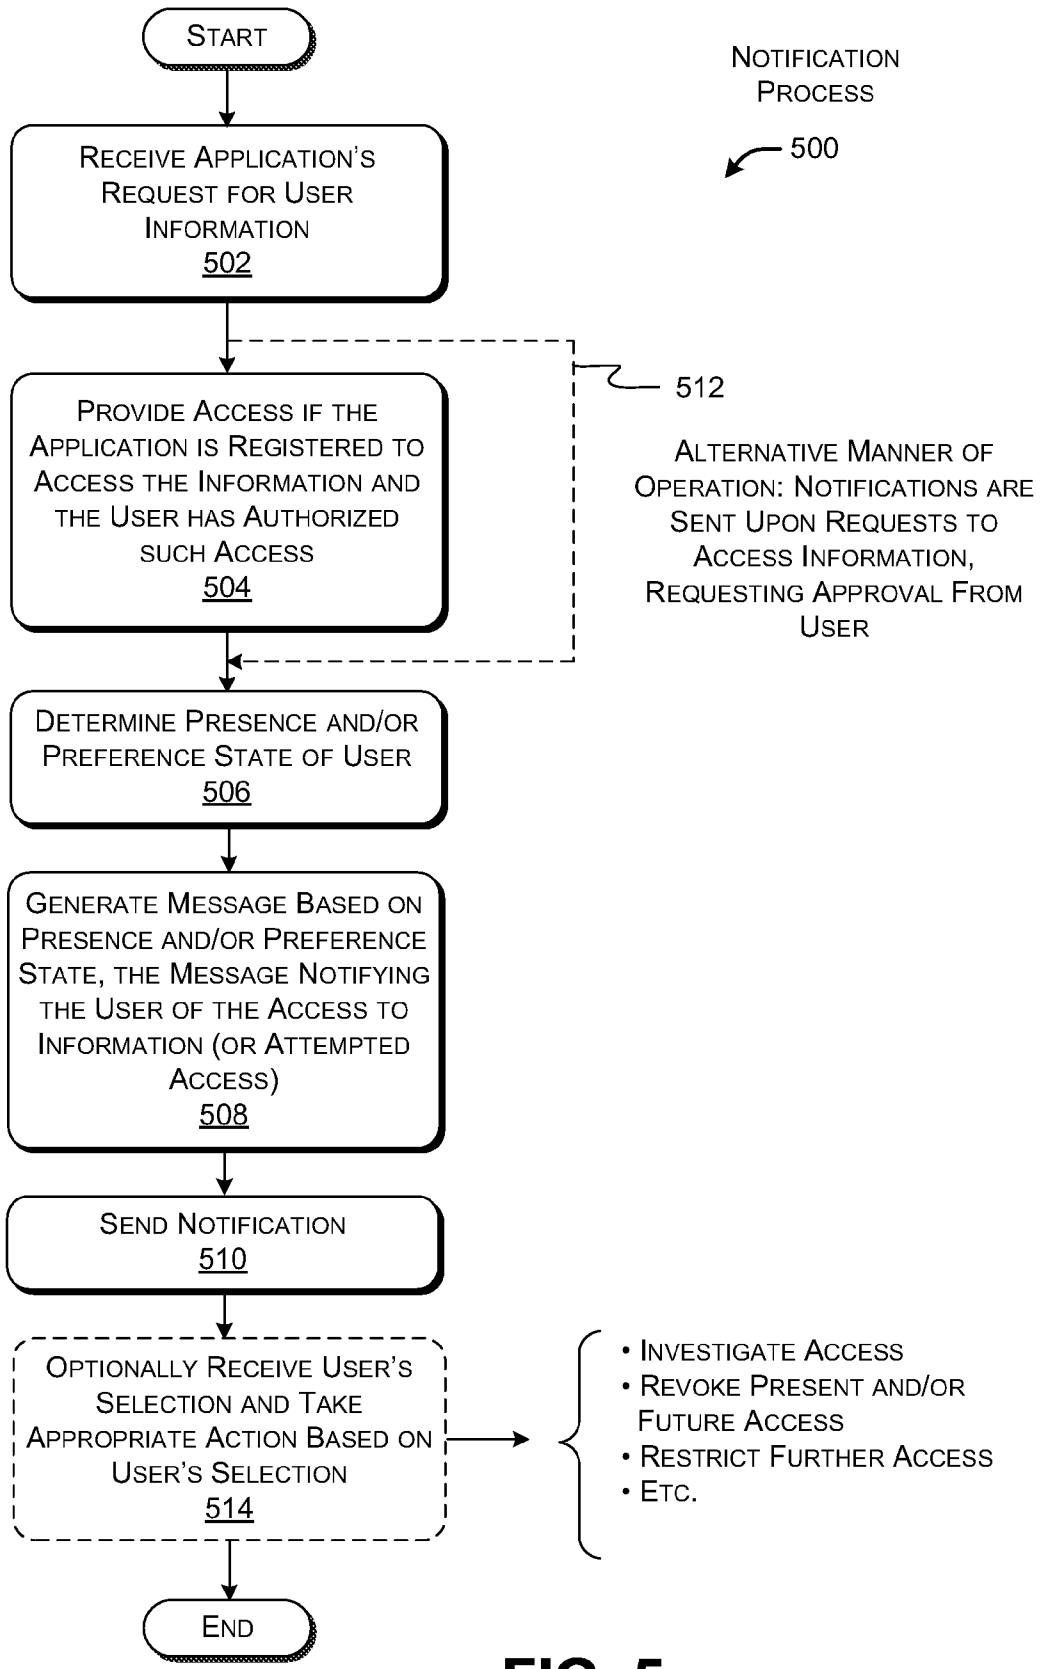 START
NOTIFICATION
PROCESS
500
RECEIVE APPLICATION'S
REQUEST FOR USER
INFORMATION
502
512
PROVIDE ACCESS IF THE
APPLICATION IS REGISTERED TO
ACCESS THE INFORMATION AND
THE USER HAS AUTHORIZED
SUCH ACCESS
504
ALTERNATIVE MANNER OF
OPERATION: NOTIFICATIONS ARE
SENT UPON REQUESTS TO
ACCESS INFORMATION,
REQUESTING APPROVAL FROM
USER
DETERMINE PRESENCE AND/OR
PREFERENCE STATE OF USER
506
GENERATE MESSAGE BASED ON
PRESENCE AND/OR PREFERENCE
STATE, THE MESSAGE NOTIFYING
THE USER OF THE ACCESS TO
INFORMATION (OR ATTEMPTED
ACCESS)
508
SEND NOTIFICATION
510
OPTIONALLY RECEIVE USER'S
SELECTION AND TAKE
APPROPRIATE ACTION BASED ON
USER'S SELECTION
514
• INVESTIGATE ACCESS
• REVOKE PRESENT AND/OR
FUTURE ACCESS
• RESTRICT FURTHER ACCESS
• ETC.
END
FIG. 5